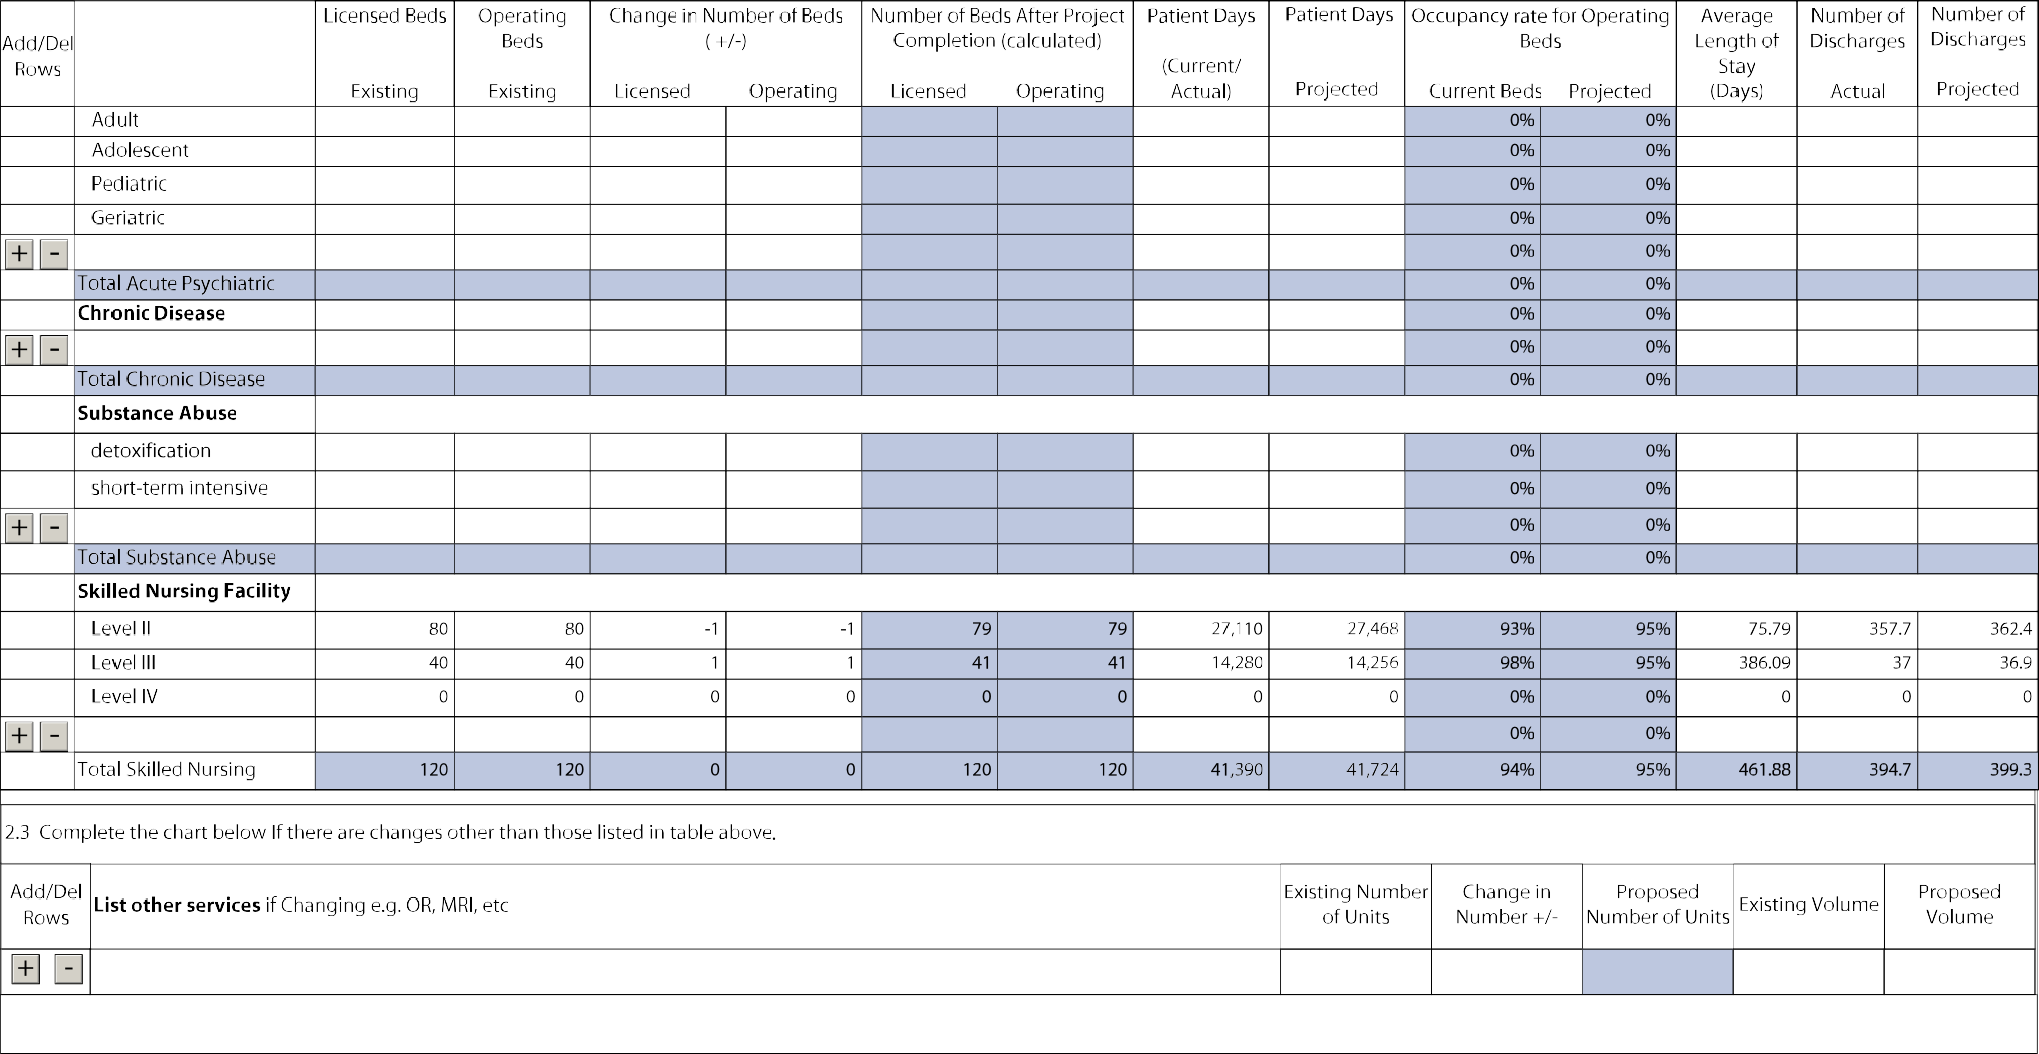 Add/Del Rows Licensed Beds Existing Operating Beds Existing Change in Number of Beds ( +/-) Licensed Operating Number of Beds After Project Completion (calculated) Licensed Operating Patient Days (Current/ Actual) Patient Days Projected Occupancy rate for Operating Beds Current Beds Projected Average Length of Stay (Days) Number of Discharges Actual Number of Discharges Projected
Adult 0% 0%
Adolescent 0% 0%
Pediatric 0% 0%
Geriatric 0% 0%
+ - 0% 0%
Total Acute Psychiatric 0% 0%
Chronic Disease 0% 0%
+ - 0% 0%
Total Chronic Disease 0% 0%
Substance Abuse
detoxification 0% 0%
short-term intensive 0% 0%
+ - 0% 0%
Total Substance Abuse 0% 0%
Skilled Nursing Facility
Level II 80 80 -1 -1 79 79 27,110 27,468 93% 95% 75.79 357.7 362.4
Level III 40 40 1 1 41 41 14,280 14,256 98% 95% 386.09 37 36.9
Level IV 0 0 0 0 0 0 0 0 0% 0% 0 0 0
+ - 0% 0%
Total Skilled Nursing 120 120 0 0 120 120 41,390 41,724 94% 95% 461.88 394.7 399.3
2.3 Complete the chart below If there are changes other than those listed in table above.
Add/Del Rows List other services if Changing e.g. OR, MRI, etc Existing Number of Units Change in Number +/- Proposed Number of Units Existing Volume Proposed Volume
+ -